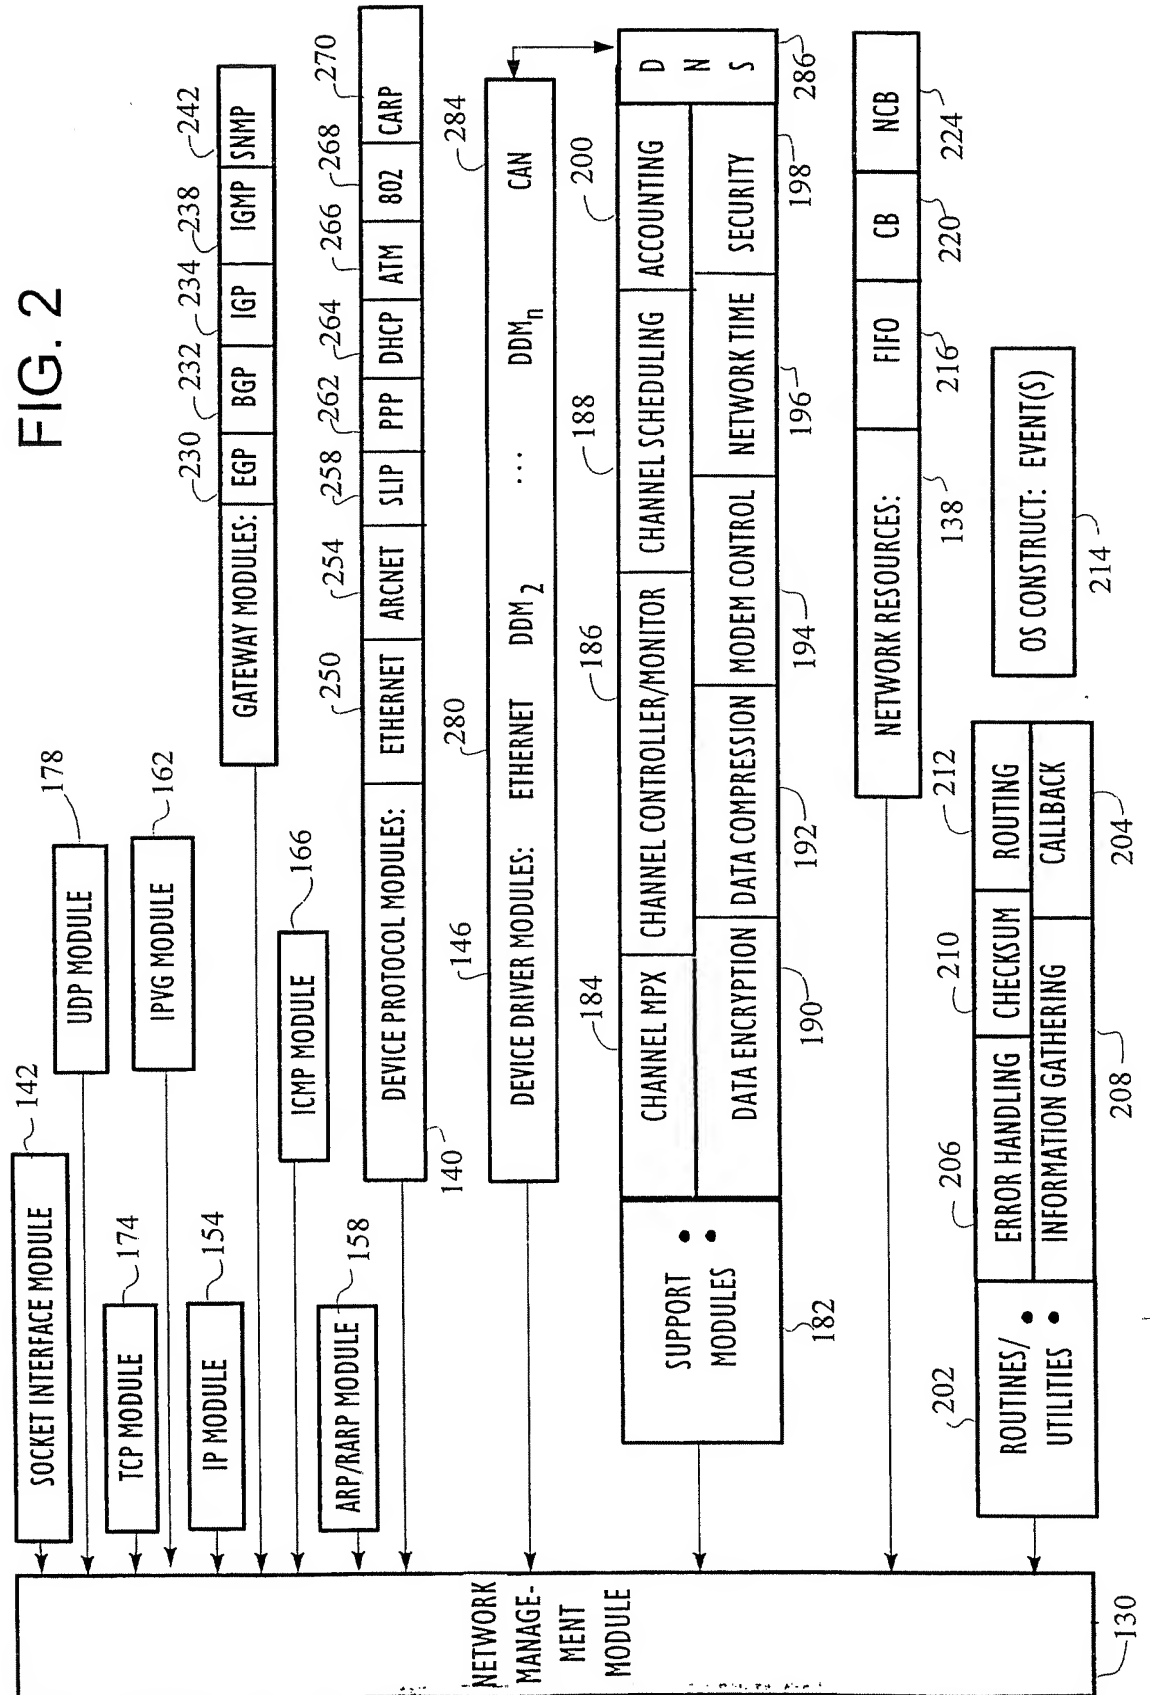 FIG. 2
SOCKET INTERFACE MODULE
142
UDP MODULE
178
TCP MODULE
174
IPVG MODULE
162
IP MODULE
154
GATEWAY MODULES:
EGP
BGP
IGP
IGMP
SNMP
230
232
234
238
242
ICMP MODULE
166
ARP/RARP MODULE
158
DEVICE PROTOCOL MODULES:
ETHERNET
ARCNET
SLIP
PPP
DHCP
ATM
802
CARP
140
250
254
258
262
264
266
268
270
DEVICE DRIVER MODULES:
ETHERNET
DDM2
...
DDMn
CAN
146
280
284
SUPPORT
MODULES
182
CHANNEL MPX
CHANNEL CONTROLLER/MONITOR
CHANNEL SCHEDULING
ACCOUNTING
184
186
188
200
DATA ENCRYPTION
DATA COMPRESSION
MODEM CONTROL
NETWORK TIME
SECURITY
190
192
194
196
198
D
N
S
286
NETWORK RESOURCES:
FIFO
CB
NCB
138
216
220
224
ROUTINES/
UTILITIES
202
ERROR HANDLING
CHECKSUM
ROUTING
206
210
212
INFORMATION GATHERING
CALLBACK
208
204
OS CONSTRUCT: EVENT(S)
214
NETWORK
MANAGE-
MENT
MODULE
130